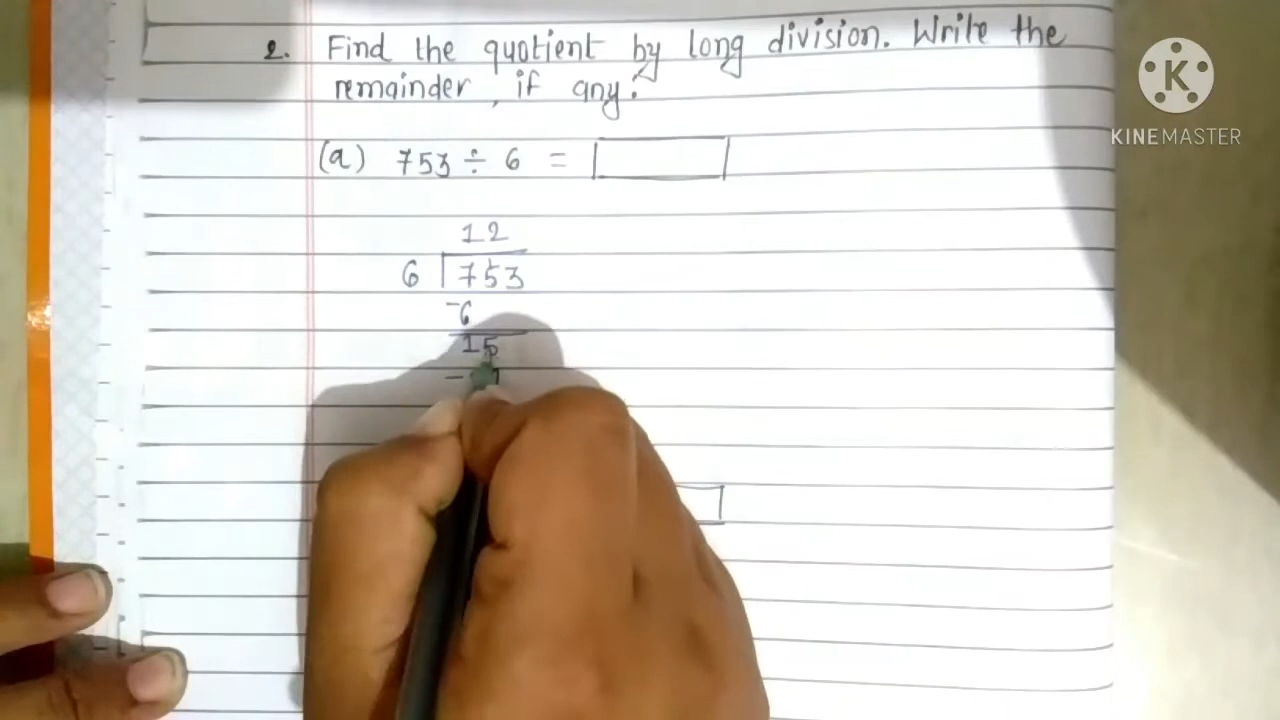 2. Find the quotient by long division. Write the
remainder, if any.
(a) 753 ÷ 6 =
12
6 753
-6
15
-
K
KINEMASTER